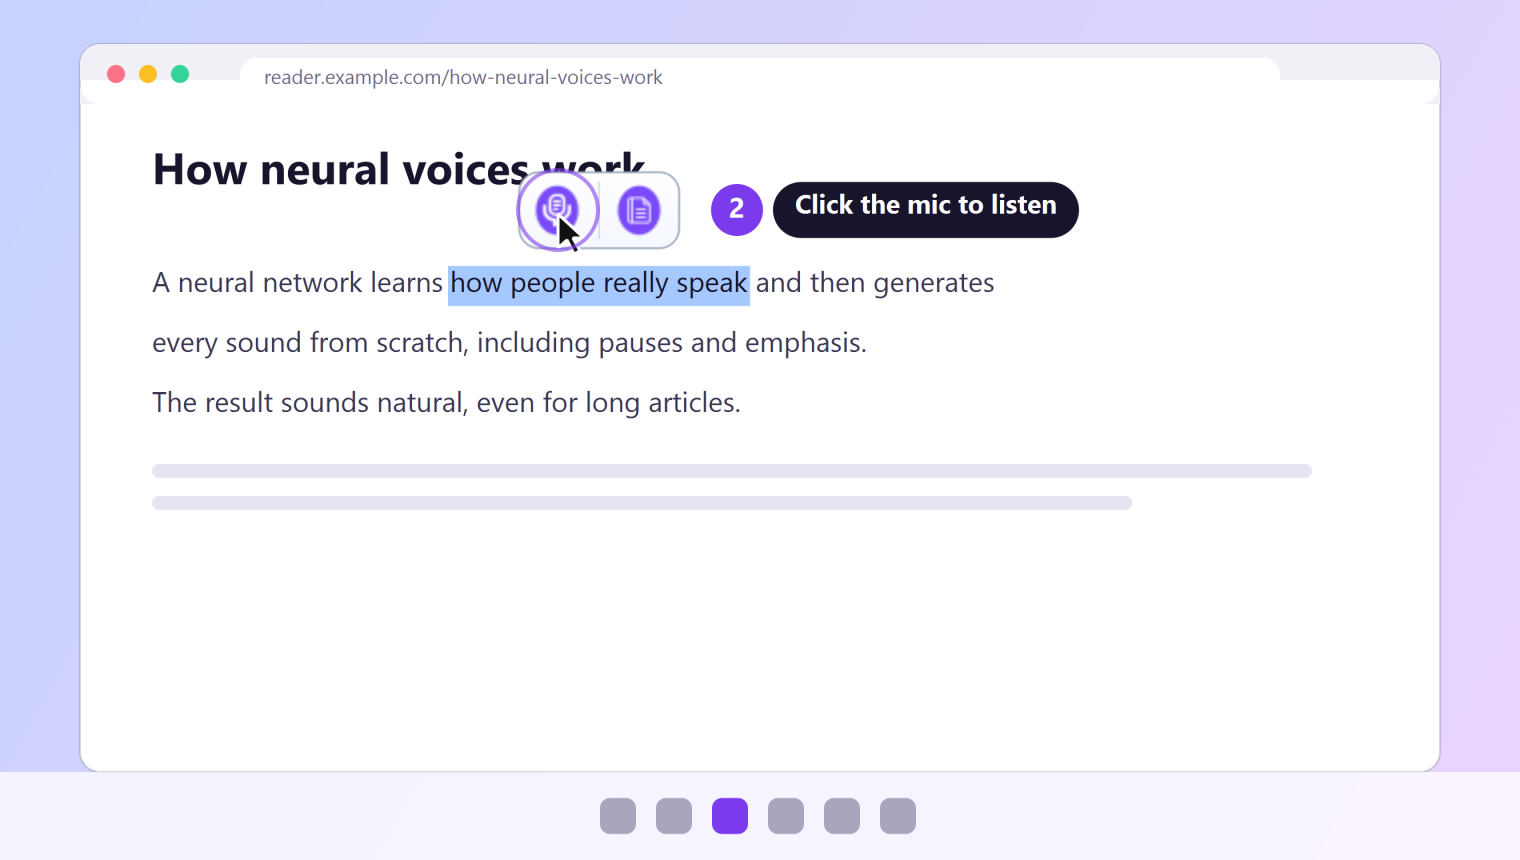 reader.example.com/how-neural-voices-work
How neural voices work
2
Click the mic to listen
A neural network learns how people really speak and then generates
every sound from scratch, including pauses and emphasis.
The result sounds natural, even for long articles.